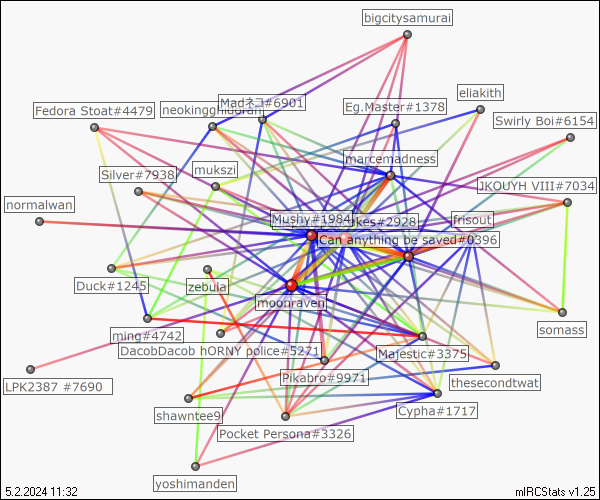 bigcitysamurai
eliakith
Madネコ#6901
Eg.Master#1378
Fedora Stoat#4479
Swirly Boi#6154
marcemadness
mukszi
Silver#7938
JKOUYH VIII#7034
normalwan
Mushy#1984
kes#2928
frisout
Can anything be saved#0396
Duck#1245
zebula
moonraven
ming#4742
somass
DacobDacob hORNY police#5271
Majestic#3375
Pikabro#9971
thesecondtwat
LPK2387 #7690
shawntee9
Cypha#1717
Pocket Persona#3326
yoshimanden
5.2.2024 11:32
mIRCStats v1.25